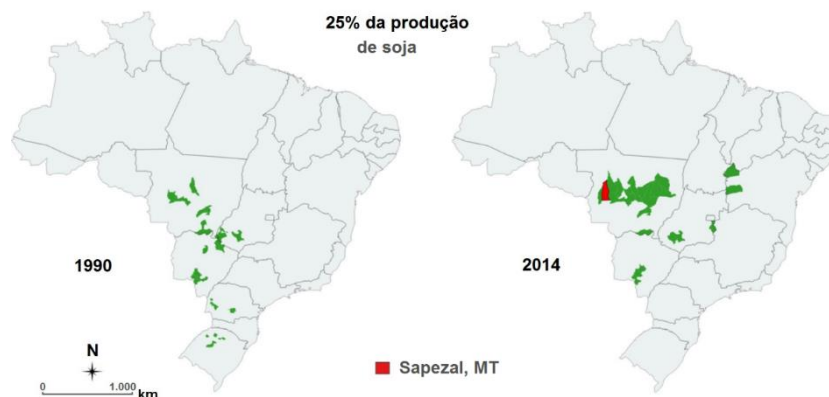 25% da produção
de soja
1990
2014
N
0 1.000 km
Sapezal, MT